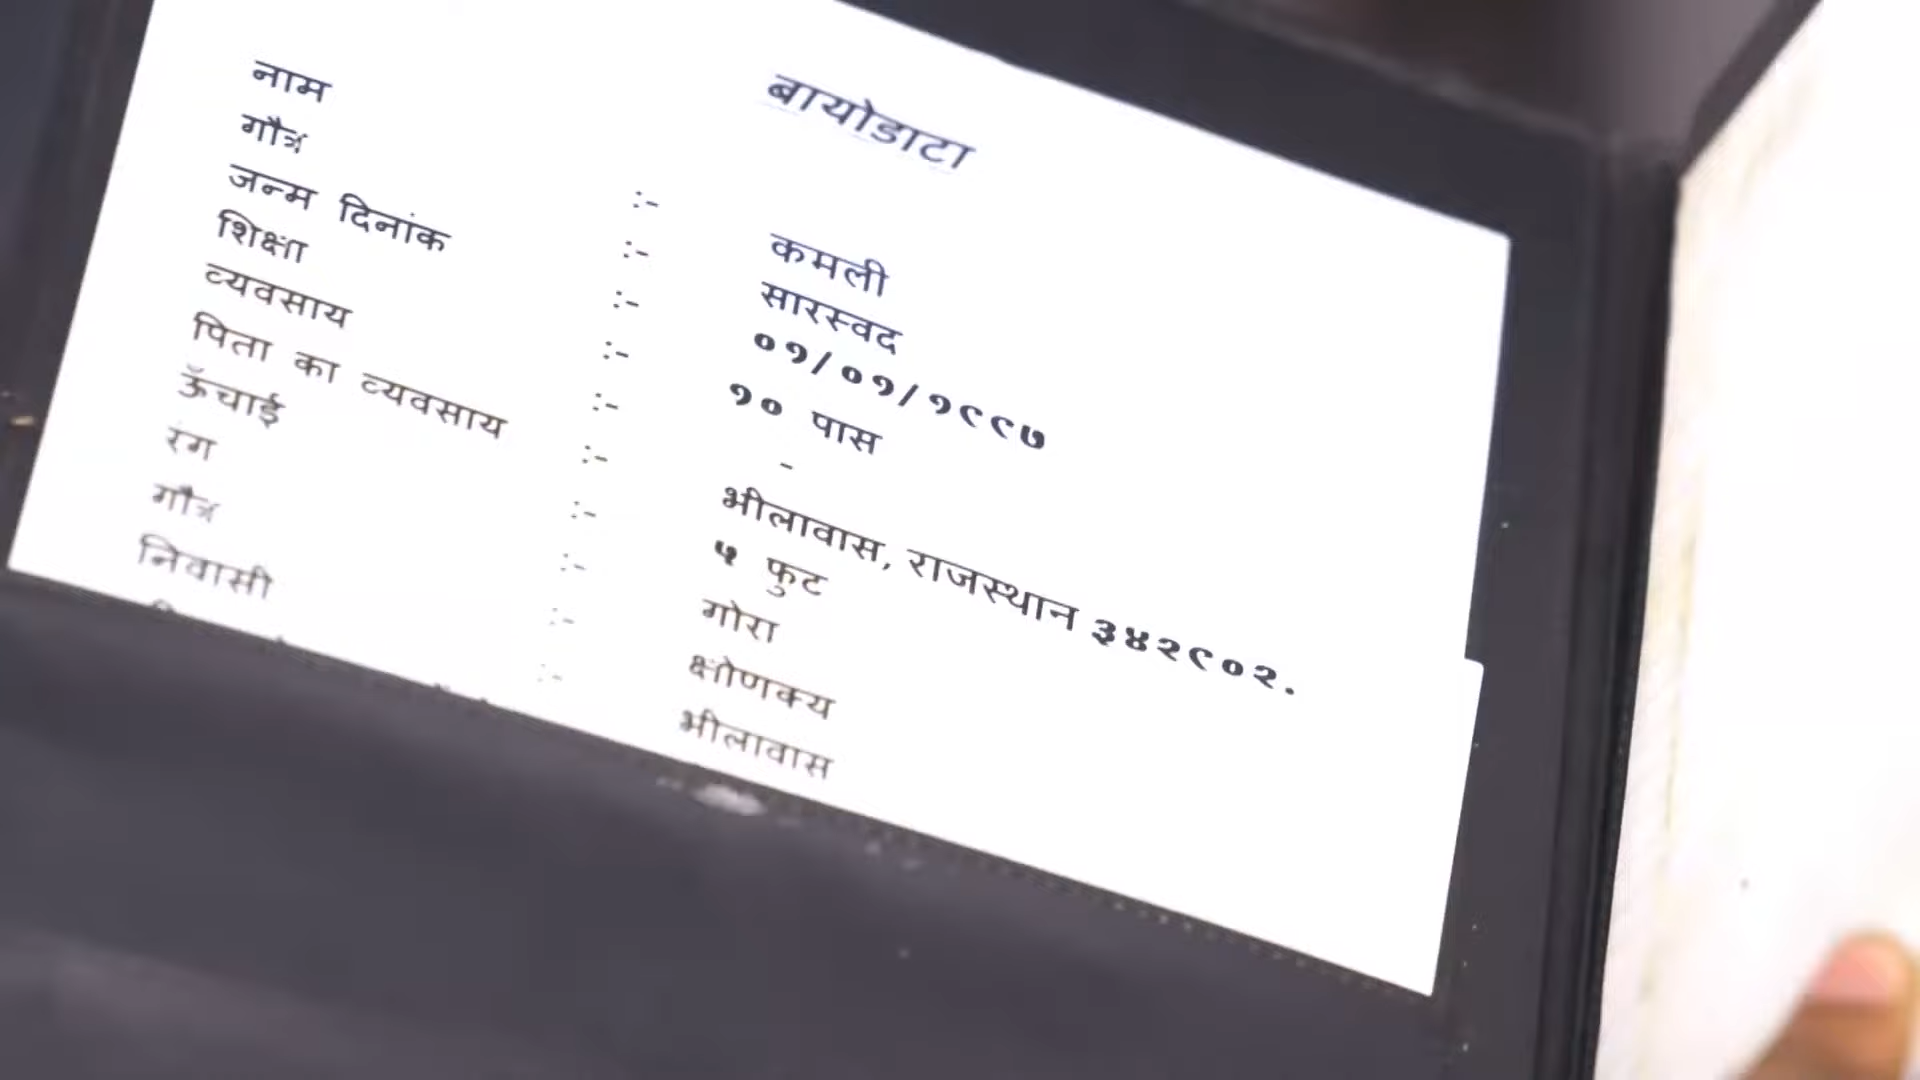 बायोडाटा
नाम :- कमली
गौत्र :- सारस्वद
जन्म दिनांक :- ०१/०१/१९९७
शिक्षा :- १० पास
व्यवसाय :- -
पिता का व्यवसाय :- भीलावास, राजस्थान ३४२९०२.
ऊँचाई :- ५ फुट
रंग :- गोरा
गौत्र :- क्षोणक्य
निवासी :- भीलावास